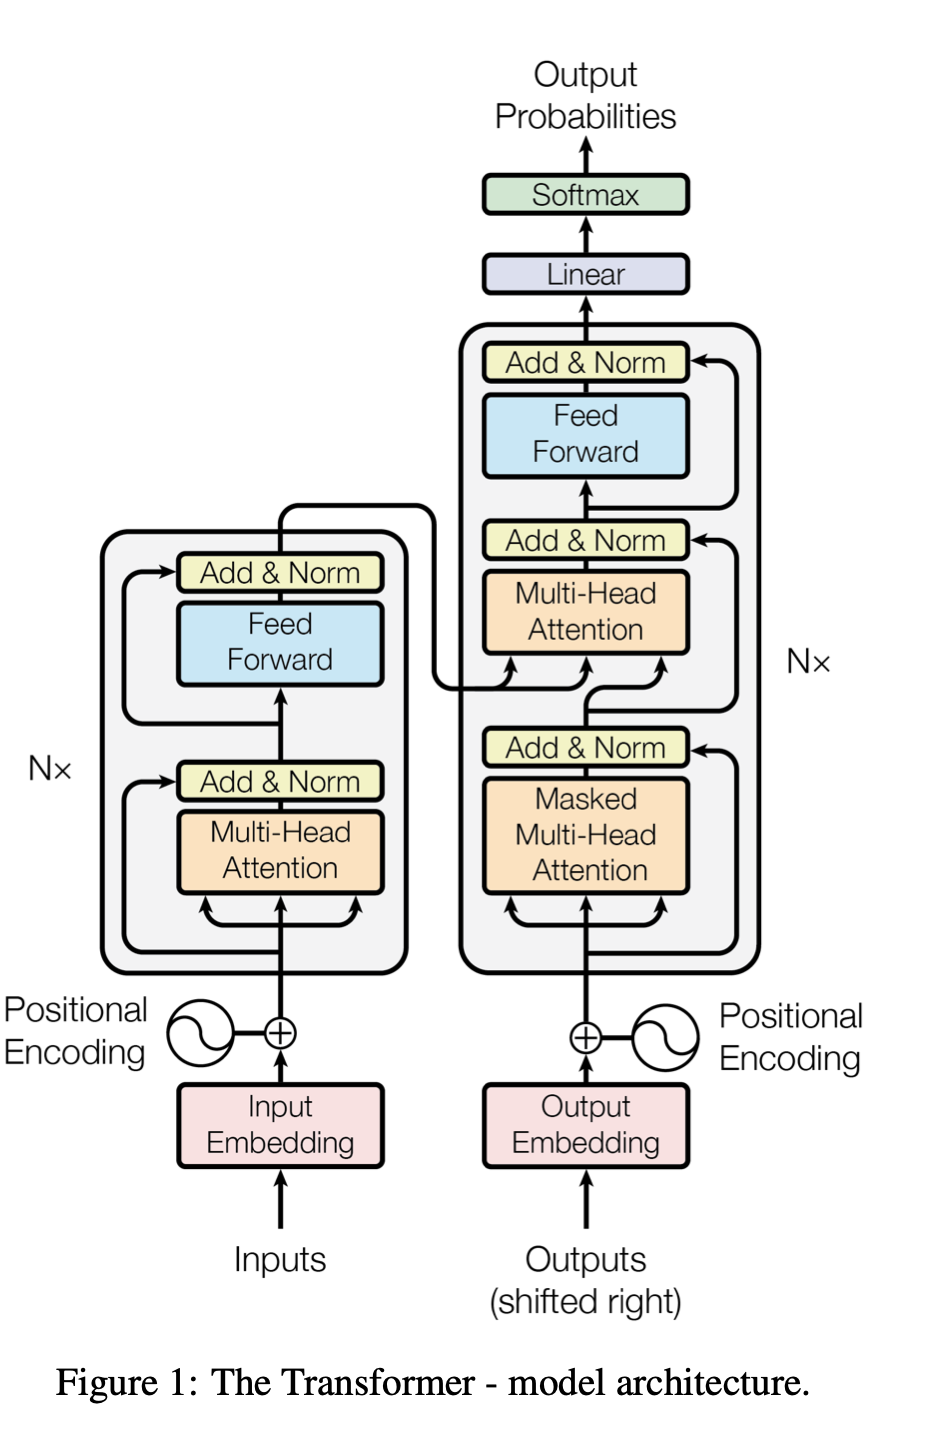 Output
Probabilities
Softmax
Linear
Add & Norm
Feed
Forward
Add & Norm
Multi-Head
Attention
N×
Add & Norm
Masked
Multi-Head
Attention
Add & Norm
Feed
Forward
N×
Add & Norm
Multi-Head
Attention
Positional
Encoding
Positional
Encoding
Input
Embedding
Output
Embedding
Inputs
Outputs
(shifted right)
Figure 1: The Transformer - model architecture.